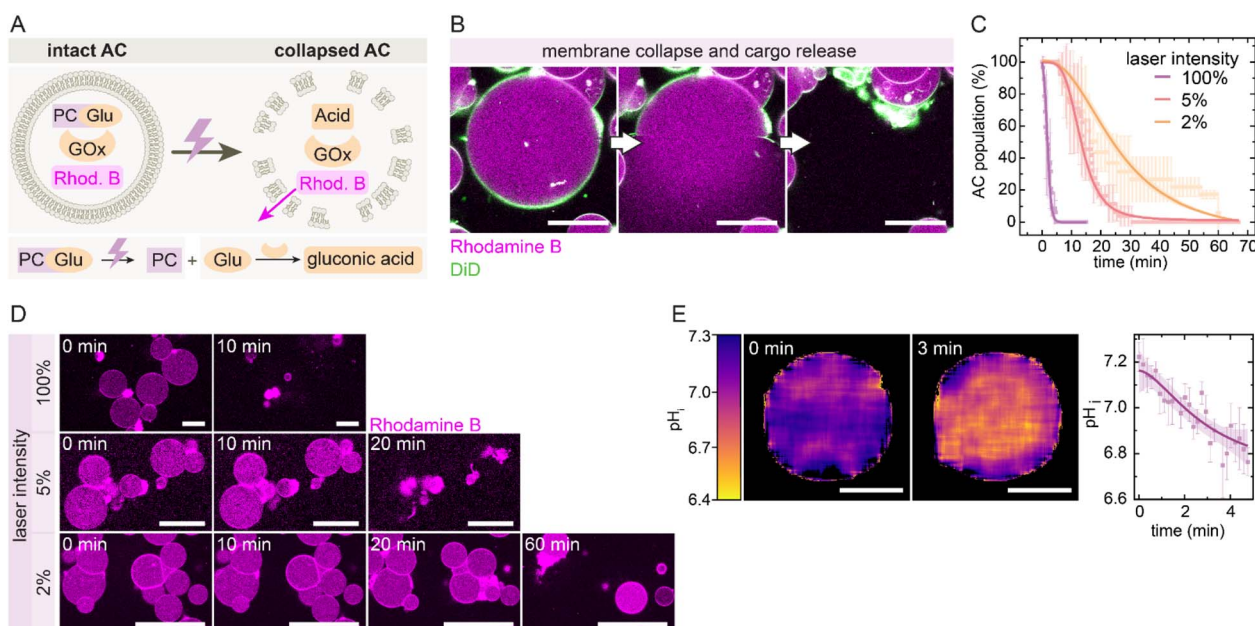 A
intact AC
collapsed AC
PC Glu
GOx
Rhod. B
Acid
GOx
Rhod. B
PC Glu PC + Glu gluconic acid
B
membrane collapse and cargo release
Rhodamine B
DiD
C
AC population (%)
100
80
60
40
20
0
laser intensity
100%
5%
2%
0 10 20 30 40 50 60 70
time (min)
D
laser intensity
100%
0 min
10 min
Rhodamine B
5%
0 min
10 min
20 min
2%
0 min
10 min
20 min
60 min
E
pHi
7.3
7.0
6.7
6.4
0 min
3 min
pHi
7.2
7.0
6.8
6.6
0 2 4
time (min)